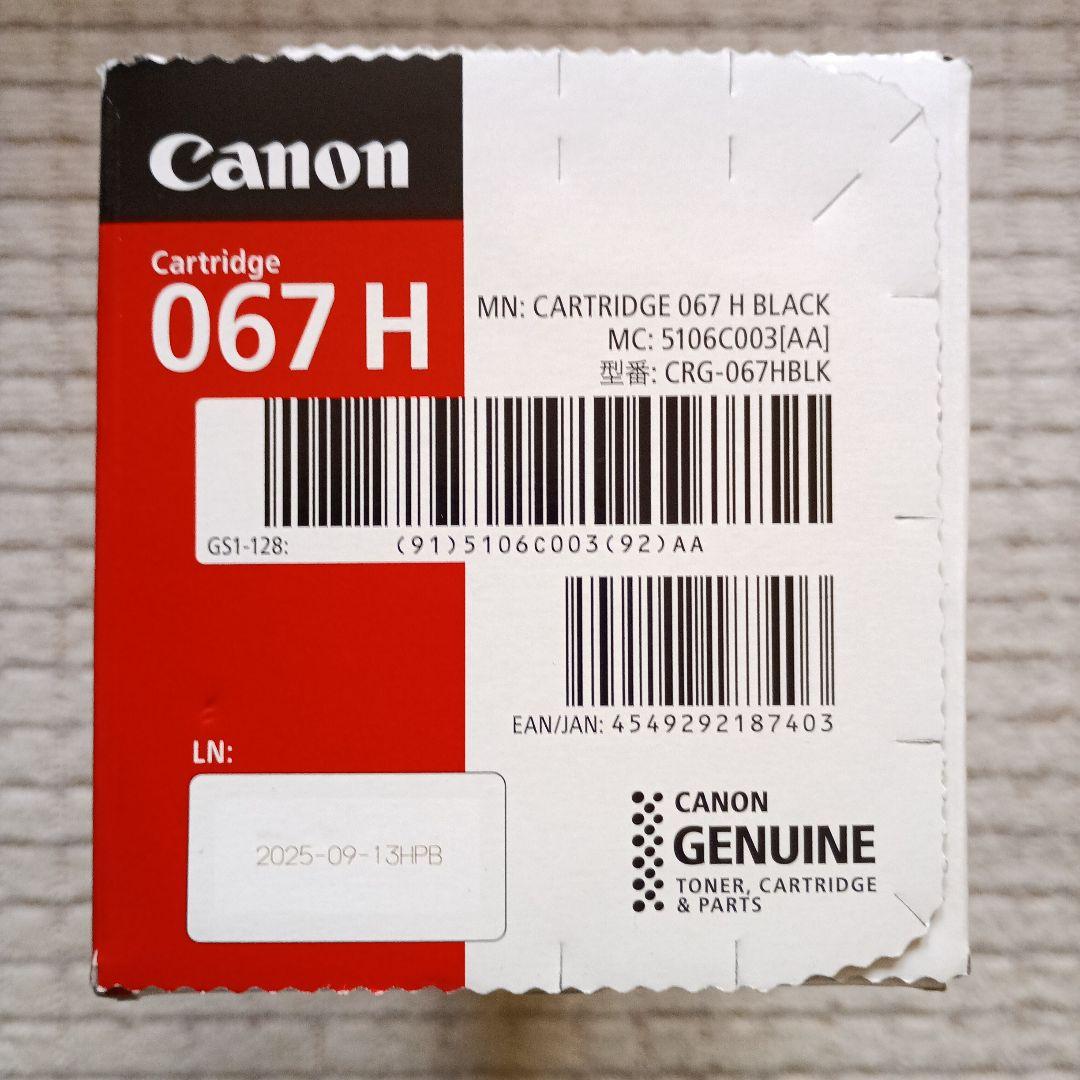 Canon
Cartridge
067 H
MN: CARTRIDGE 067 H BLACK
MC: 5106C003[AA]
型番: CRG-067HBLK
GS1-128: (91)5106C003(92)AA
EAN/JAN: 4549292187403
LN:
2025-09-13HPB
CANON
GENUINE
TONER, CARTRIDGE
& PARTS